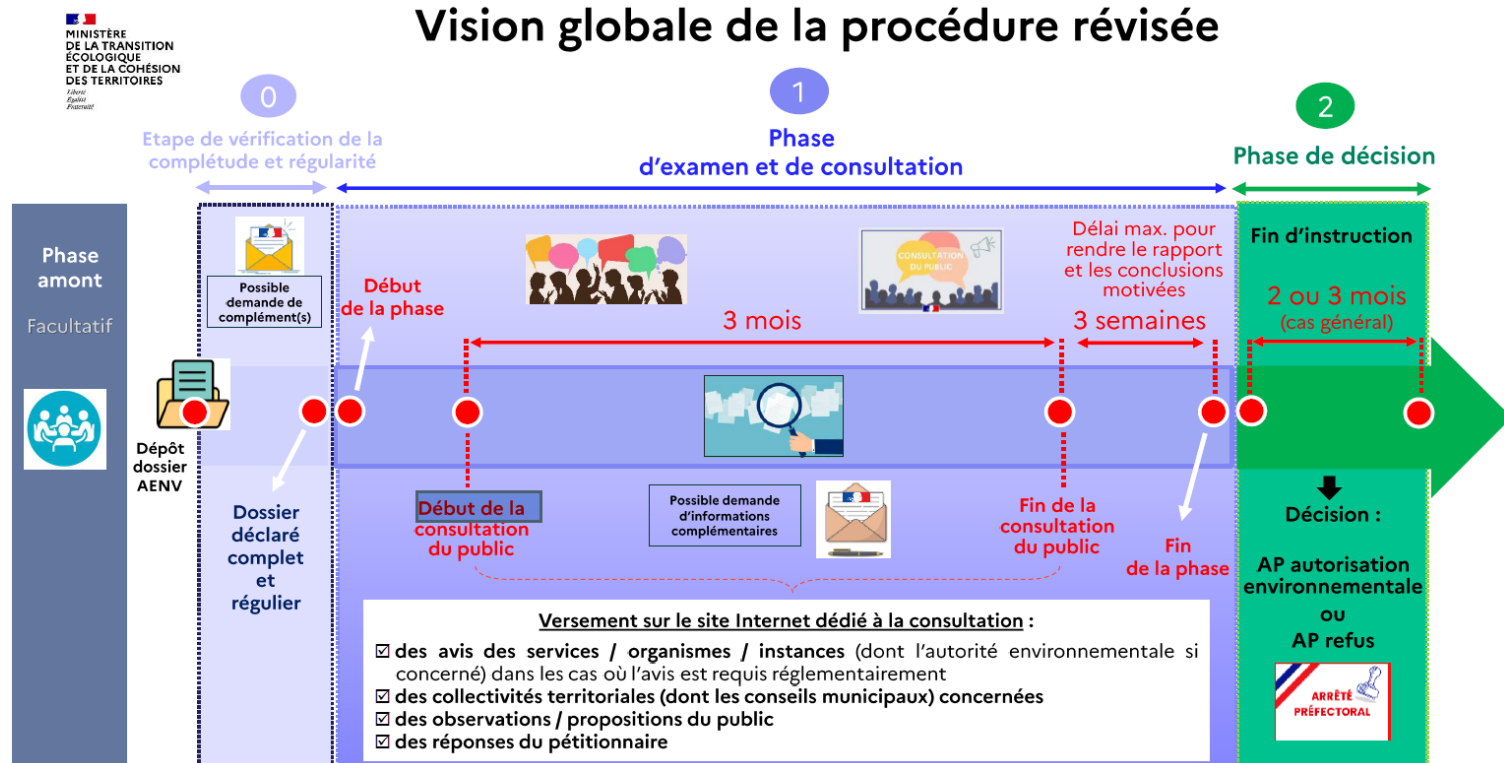 Vision globale de la procédure révisée
MINISTÈRE
DE LA TRANSITION
ÉCOLOGIQUE
ET DE LA COHÉSION
DES TERRITOIRES
Liberté
Égalité
Fraternité
0
Etape de vérification de la
complétude et régularité
1
Phase
d'examen et de consultation
2
Phase de décision
Phase
amont
Facultatif
Possible
demande de
complément(s)
Début
de la phase
CONSULTATION
DU PUBLIC
Délai max. pour
rendre le rapport
et les conclusions
motivées
3 mois
3 semaines
Fin d'instruction
2 ou 3 mois
(cas général)
Dépôt
dossier
AENV
Dossier
déclaré
complet
et
régulier
Début de la
consultation
du public
Possible demande
d'informations
complémentaires
Fin de la
consultation
du public
Fin
de la phase
Décision :
AP autorisation
environnementale
ou
AP refus
ARRÊTÉ
PRÉFECTORAL
Versement sur le site Internet dédié à la consultation :
☑ des avis des services / organismes / instances (dont l'autorité environnementale si
concerné) dans les cas où l'avis est requis réglementairement
☑ des collectivités territoriales (dont les conseils municipaux) concernées
☑ des observations / propositions du public
☑ des réponses du pétitionnaire